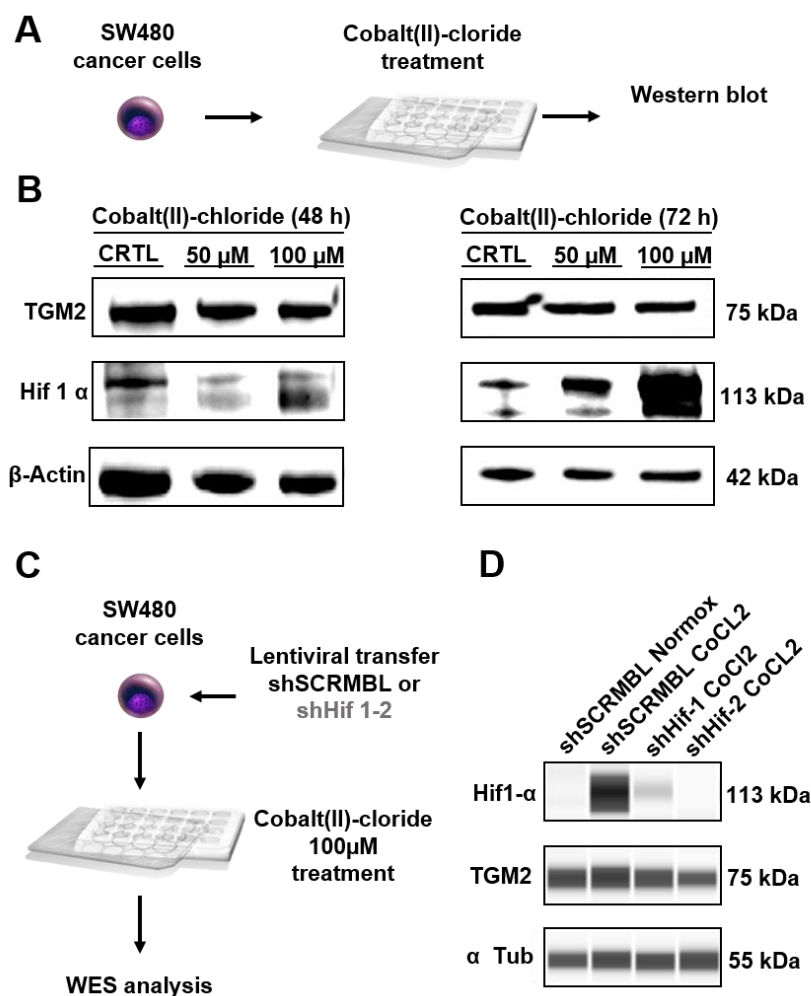 A
SW480
cancer cells
Cobalt(II)-cloride
treatment
Western blot
B
Cobalt(II)-chloride (48 h)
CRTL 50 µM 100 µM
TGM2
Hif 1 α
β-Actin
Cobalt(II)-chloride (72 h)
CRTL 50 µM 100 µM
75 kDa
113 kDa
42 kDa
C
SW480
cancer cells
Lentiviral transfer
shSCRMBL or
shHif 1-2
Cobalt(II)-cloride
100µM
treatment
WES analysis
D
shSCRMBL Normox
shSCRMBL CoCL2
shHif-1 CoCl2
shHif-2 CoCL2
Hif1-α 113 kDa
TGM2 75 kDa
α Tub 55 kDa